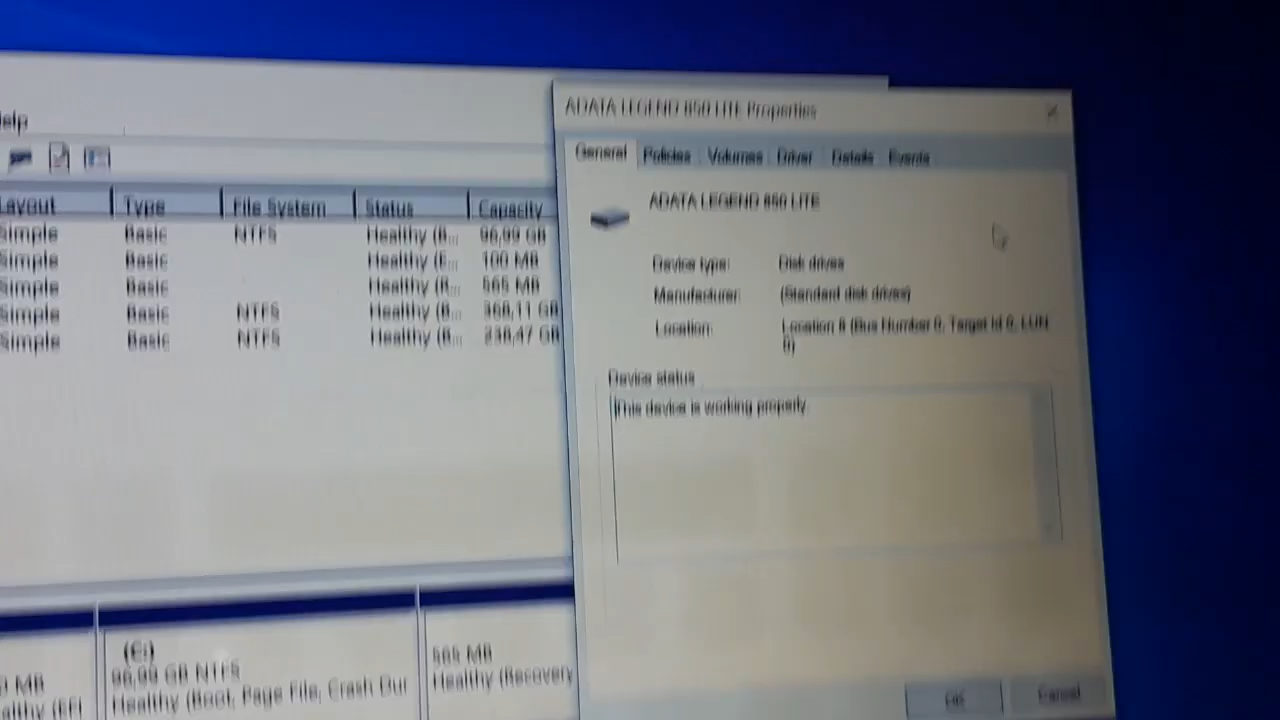 Help
ADATA LEGEND 850 LITE Properties
General Policies Volumes Driver Details Events
ADATA LEGEND 850 LITE
Device type: Disk drives
Manufacturer: (Standard disk drives)
Location: Location 6 (Bus Number 0, Target Id 0, LUN
0)
Device status
This device is working properly.
OK Cancel
Layout Type File System Status Capacity
Simple Basic NTFS Healthy (B... 96,99 GB
Simple Basic Healthy (E... 100 MB
Simple Basic Healthy (R... 565 MB
Simple Basic NTFS Healthy (B... 368,11 GB
Simple Basic NTFS Healthy (B... 238,47 GB
MB
althy (EFI
96,99 GB NTFS
Healthy (Boot, Page File, Crash Dur
565 MB
Healthy (Recovery